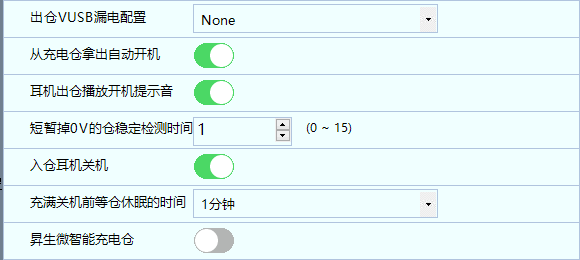 出仓VUSB漏电配置 None
从充电仓拿出自动开机
耳机出仓播放开机提示音
短暂掉0V的仓稳定检测时间 1 (0 ~ 15)
入仓耳机关机
充满关机前等仓休眠的时间 1分钟
昇生微智能充电仓